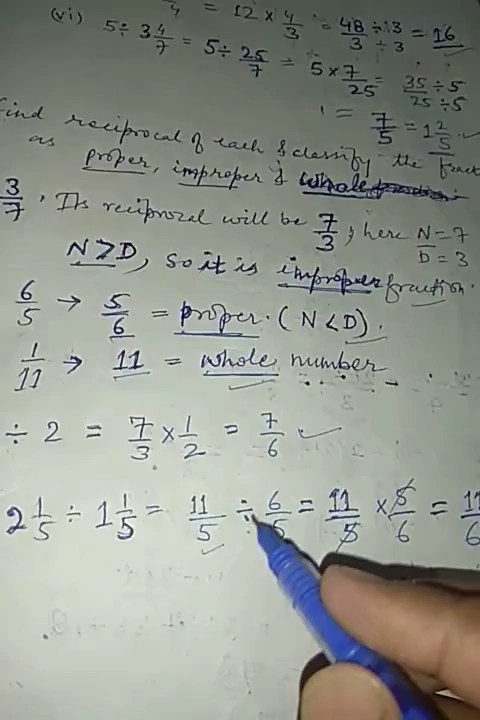 4 = 12 × 4/3 = 48/3 ÷ 3/÷ 3 = 16
(vi) 5 ÷ 3 4/7 = 5 ÷ 25/7 = 5 × 7/25 = 35 ÷ 5/25 ÷ 5
= 7/5 = 1 2/5
Find reciprocal of each & classify the fract
as proper, improper & whole
3/7 . Its reciprocal will be 7/3, here N = 7
D = 3
N > D, so it is improper fraction.
6/5 → 5/6 = proper. (N < D).
1/11 → 11 = whole number
÷ 2 = 7/3 × 1/2 = 7/6
2 1/5 ÷ 1 1/5 = 11/5 ÷ 6/5 = 11/5 × 5/6 = 11/6